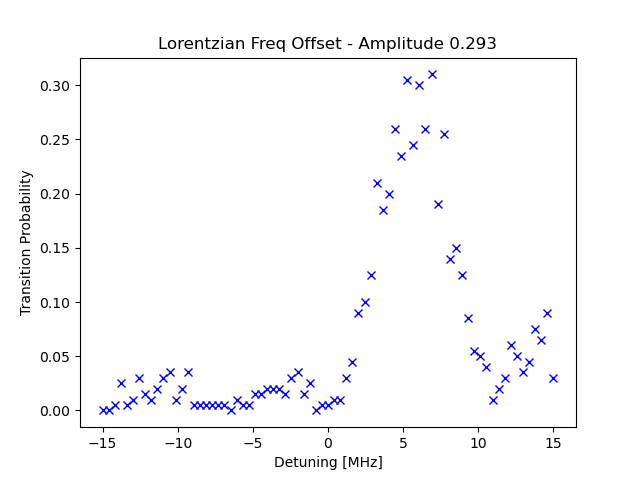 Lorentzian Freq Offset - Amplitude 0.293
Transition Probability
0.30
0.25
0.20
0.15
0.10
0.05
0.00
−15 −10 −5 0 5 10 15
Detuning [MHz]